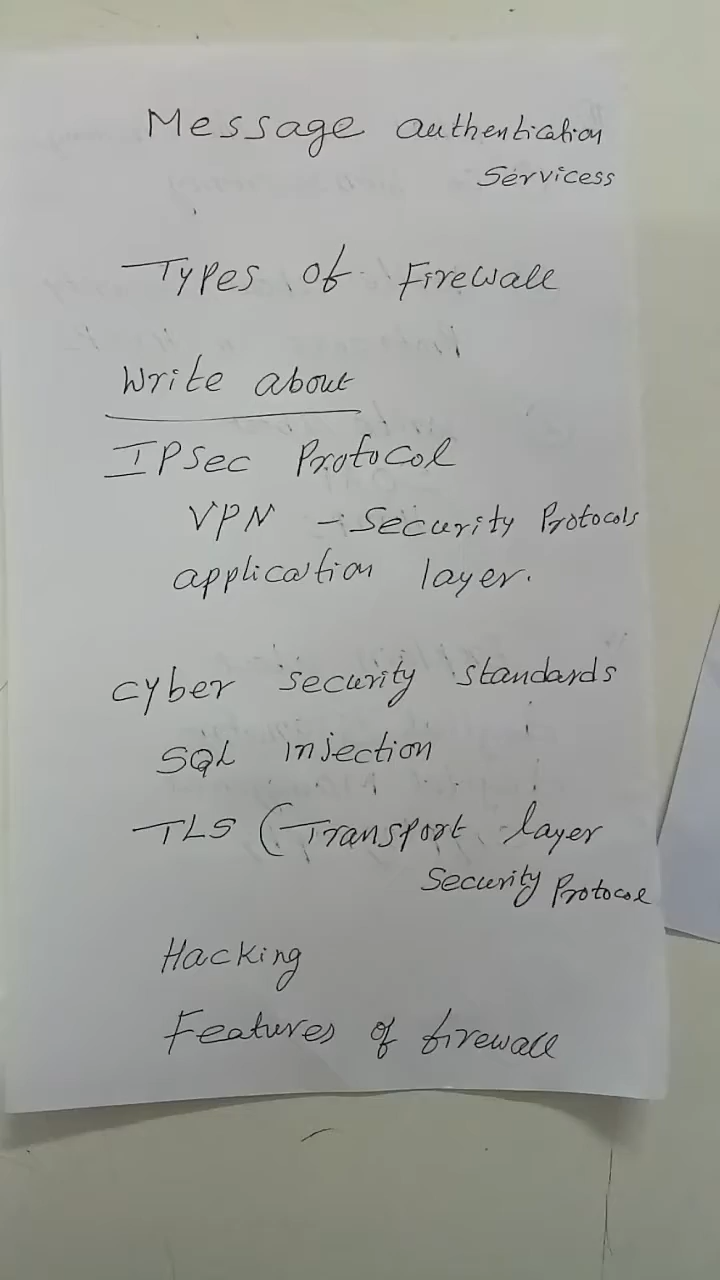 Message authentication
Servicess
Types of Firewall
Write about
IPSec Protocol
VPN - Security Protocols
application layer.
cyber security standards
SQL injection
TLS (Transport layer
Security Protocol
Hacking
Features of firewall